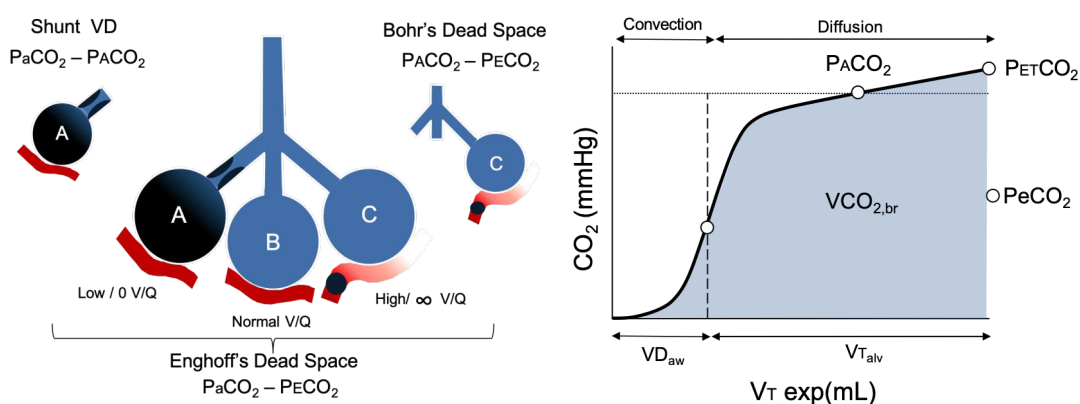 Shunt VD
PaCO₂ – PACO₂
A
Bohr's Dead Space
PACO₂ – PECO₂
C
A
B
C
Low / 0 V/Q
Normal V/Q
High/ ∞ V/Q
Enghoff's Dead Space
PaCO₂ – PECO₂
Convection
Diffusion
PACO₂
PETCO₂
PeCO₂
VCO₂,br
CO₂ (mmHg)
VDaw
VTalv
VT exp(mL)